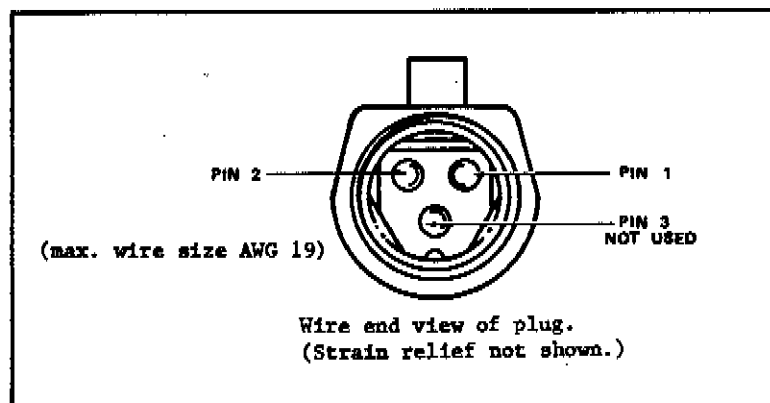 PIN 2
PIN 1
PIN 3
NOT USED
(max. wire size AWG 19)
Wire end view of plug.
(Strain relief not shown.)